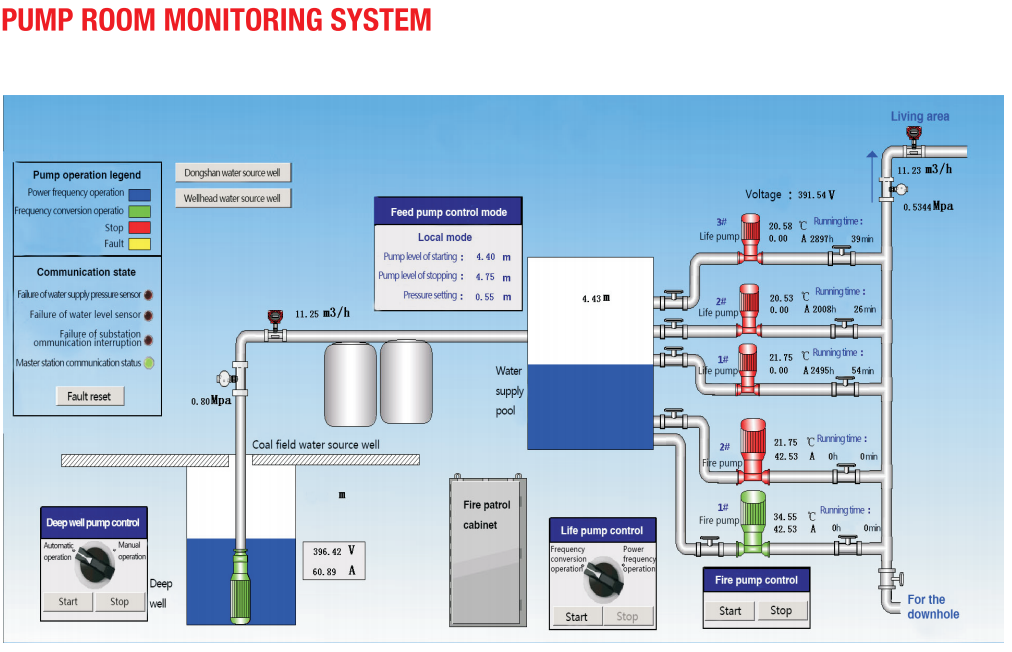 PUMP ROOM MONITORING SYSTEM
Living area
11.23 m3/h
0.5344 Mpa
Pump operation legend
Power frequency operation
Frequency conversion operatio
Stop
Fault
Communication state
Failure of water supply pressure sensor
Failure of water level sensor
Failure of substation
ommunication interruption
Master station communication status
Fault reset
Dongshan water source well
Wellhead water source well
Feed pump control mode
Local mode
Pump level of starting : 4.40 m
Pump level of stopping : 4.75 m
Pressure setting : 0.55 m
Voltage : 391.54 V
3#
Life pump
20.58 ℃ Running time :
0.00 A 2897h 39min
2#
Life pump
20.53 ℃ Running time :
0.00 A 2008h 26min
1#
Life pump
21.75 ℃ Running time :
0.00 A 2495h 54min
2#
Fire pump
21.75 ℃ Running time :
42.53 A 0h 0min
1#
Fire pump
34.55 ℃ Running time :
42.53 A 0h 0min
4.43 m
Water
supply
pool
11.25 m3/h
0.80 Mpa
Coal field water source well
m
396.42 V
60.89 A
Deep
well
Deep well pump control
Automatic
operation
Manual
operation
Start Stop
Fire patrol
cabinet
Life pump control
Frequency
conversion
operation
Power
frequency
operation
Start Stop
Fire pump control
Start Stop
For the
downhole